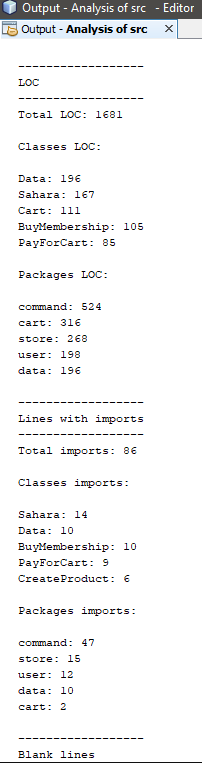 Output - Analysis of src - Editor
Output - Analysis of src ×
------------------
LOC
------------------
Total LOC: 1681
Classes LOC:
Data: 196
Sahara: 167
Cart: 111
BuyMembership: 105
PayForCart: 85
Packages LOC:
command: 524
cart: 316
store: 268
user: 198
data: 196
------------------
Lines with imports
------------------
Total imports: 86
Classes imports:
Sahara: 14
Data: 10
BuyMembership: 10
PayForCart: 9
CreateProduct: 6
Packages imports:
command: 47
store: 15
user: 12
data: 10
cart: 2
------------------
Blank lines